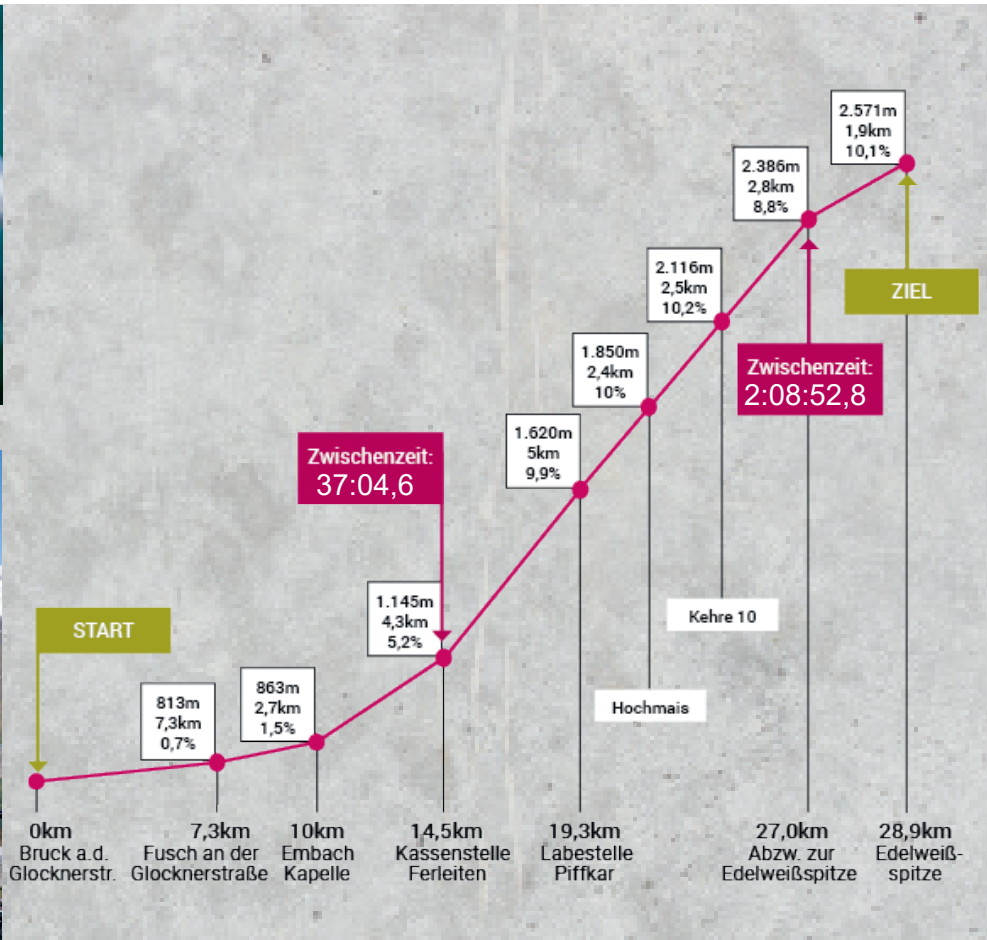 2.571m
1,9km
10,1%
2.386m
2,8km
8,8%
ZIEL
2.116m
2,5km
10,2%
1.850m
2,4km
10%
Zwischenzeit:
2:08:52,8
1.620m
5km
9,9%
Zwischenzeit:
37:04,6
1.145m
4,3km
5,2%
START
Kehre 10
813m
7,3km
0,7%
863m
2,7km
1,5%
Hochmais
0km
Bruck a.d.
Glocknerstr.
7,3km
Fusch an der
Glocknerstraße
10km
Embach
Kapelle
14,5km
Kassenstelle
Ferleiten
19,3km
Labestelle
Piffkar
27,0km
Abzw. zur
Edelweißspitze
28,9km
Edelweiß-
spitze